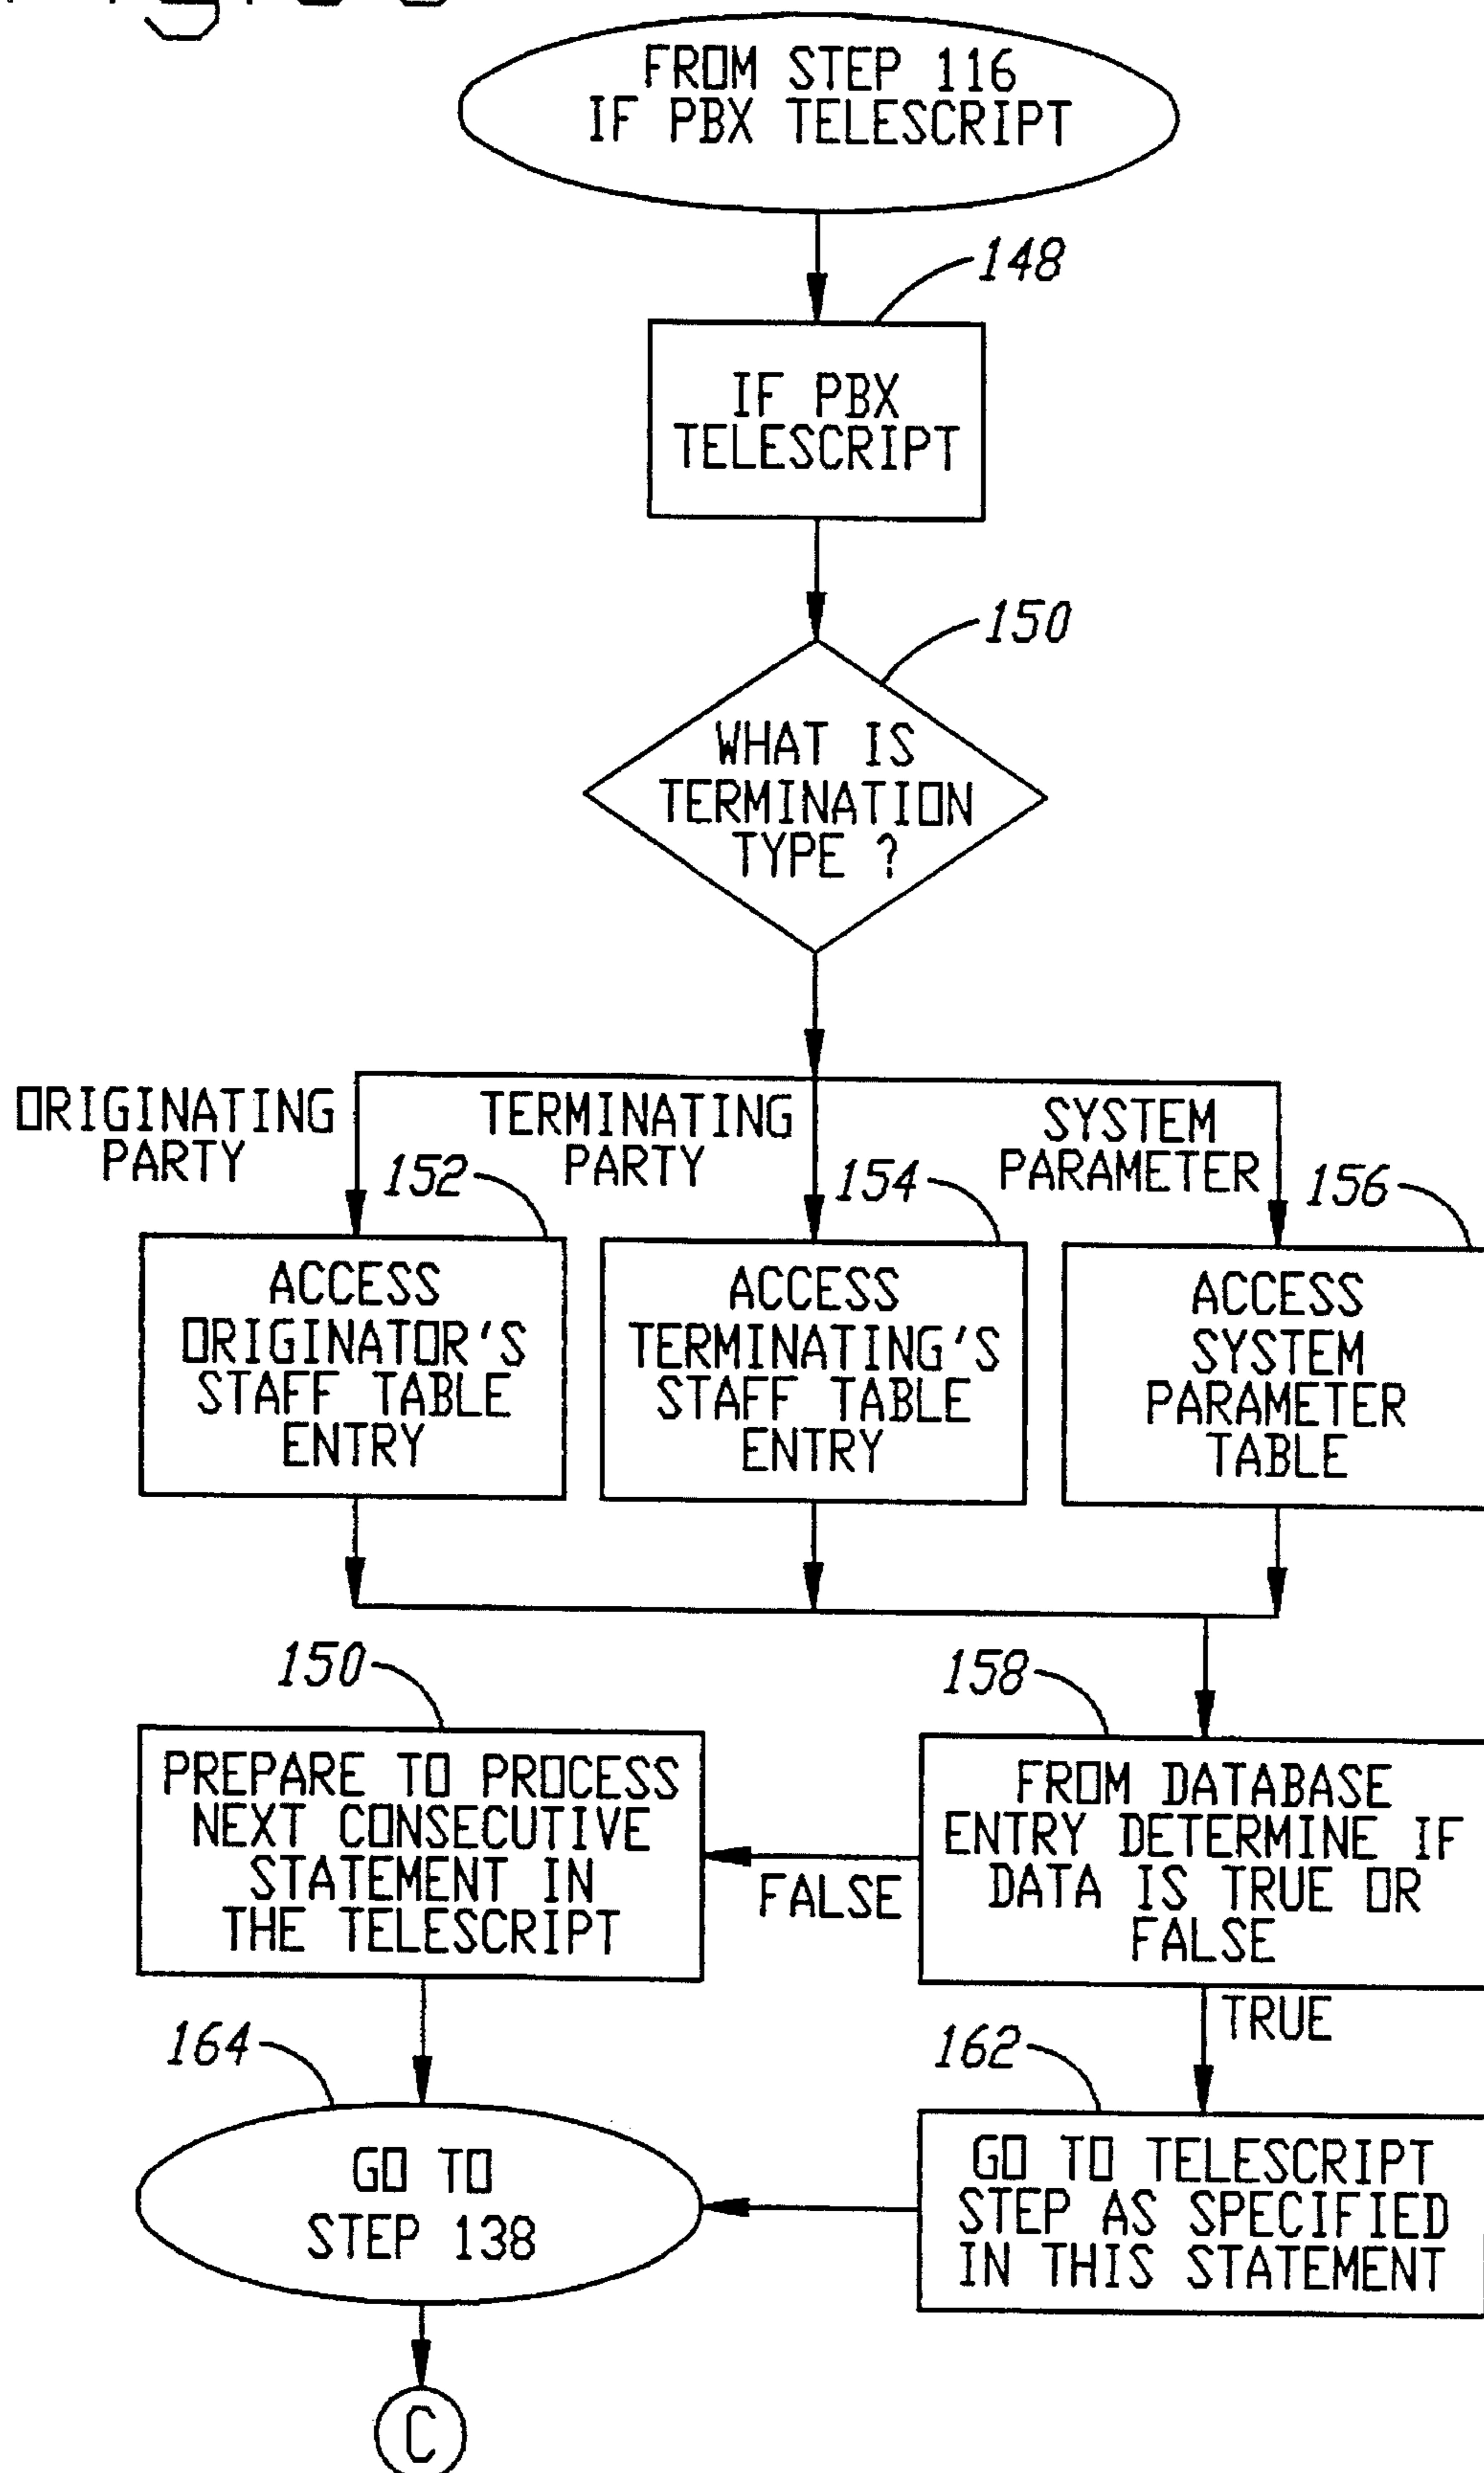 FROM STEP 116
IF PBX TELESCRIPT
148
IF PBX
TELESCRIPT
150
WHAT IS
TERMINATION
TYPE ?
ORIGINATING
PARTY
TERMINATING
PARTY
SYSTEM
PARAMETER
152
154
156
ACCESS
ORIGINATOR'S
STAFF TABLE
ENTRY
ACCESS
TERMINATING'S
STAFF TABLE
ENTRY
ACCESS
SYSTEM
PARAMETER
TABLE
150
158
PREPARE TO PROCESS
NEXT CONSECUTIVE
STATEMENT IN
THE TELESCRIPT
FALSE
FROM DATABASE
ENTRY DETERMINE IF
DATA IS TRUE OR
FALSE
TRUE
164
162
GO TO
STEP 138
GO TO TELESCRIPT
STEP AS SPECIFIED
IN THIS STATEMENT
C